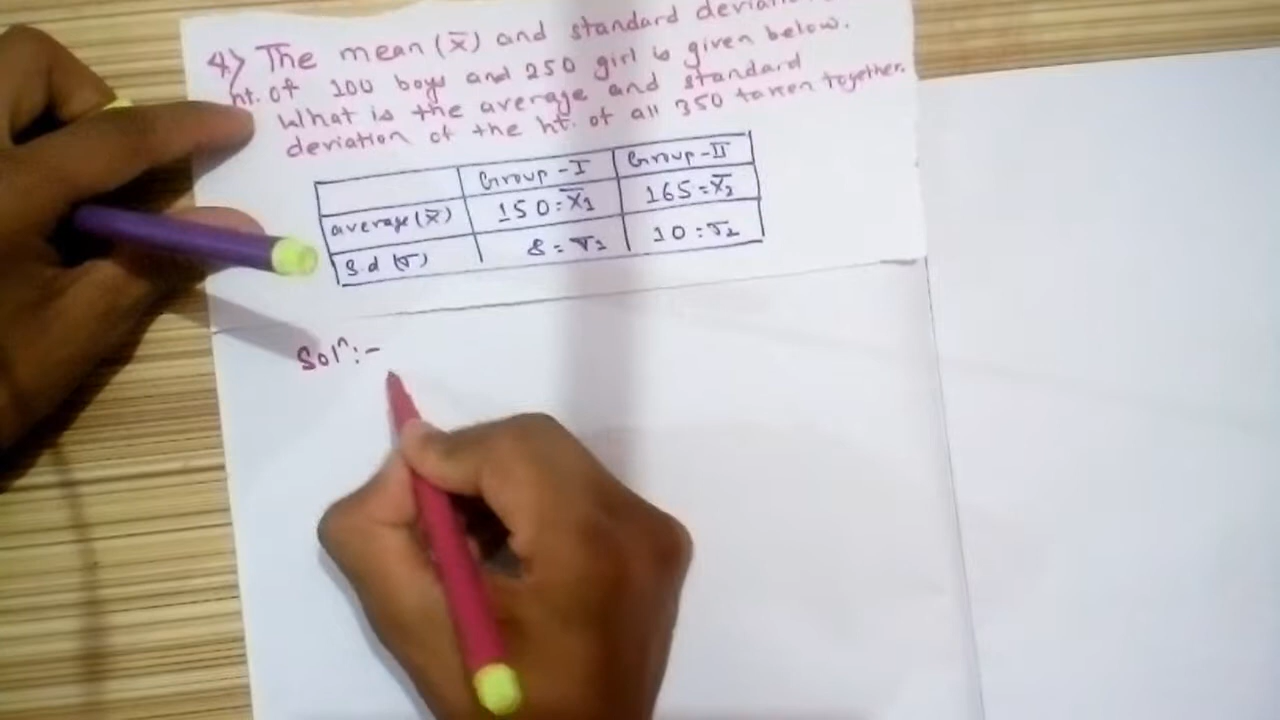 4) The mean (x̄) and standard
ht. of 100 boys and 250 girl is given below.
What is the average and standard
deviation of the ht. of all 350 taken together.
Group-I Group-II
average (x̄) 150=x̄1 165=x̄2
S.d (σ) 8=σ1 10=σ2
Solⁿ:-